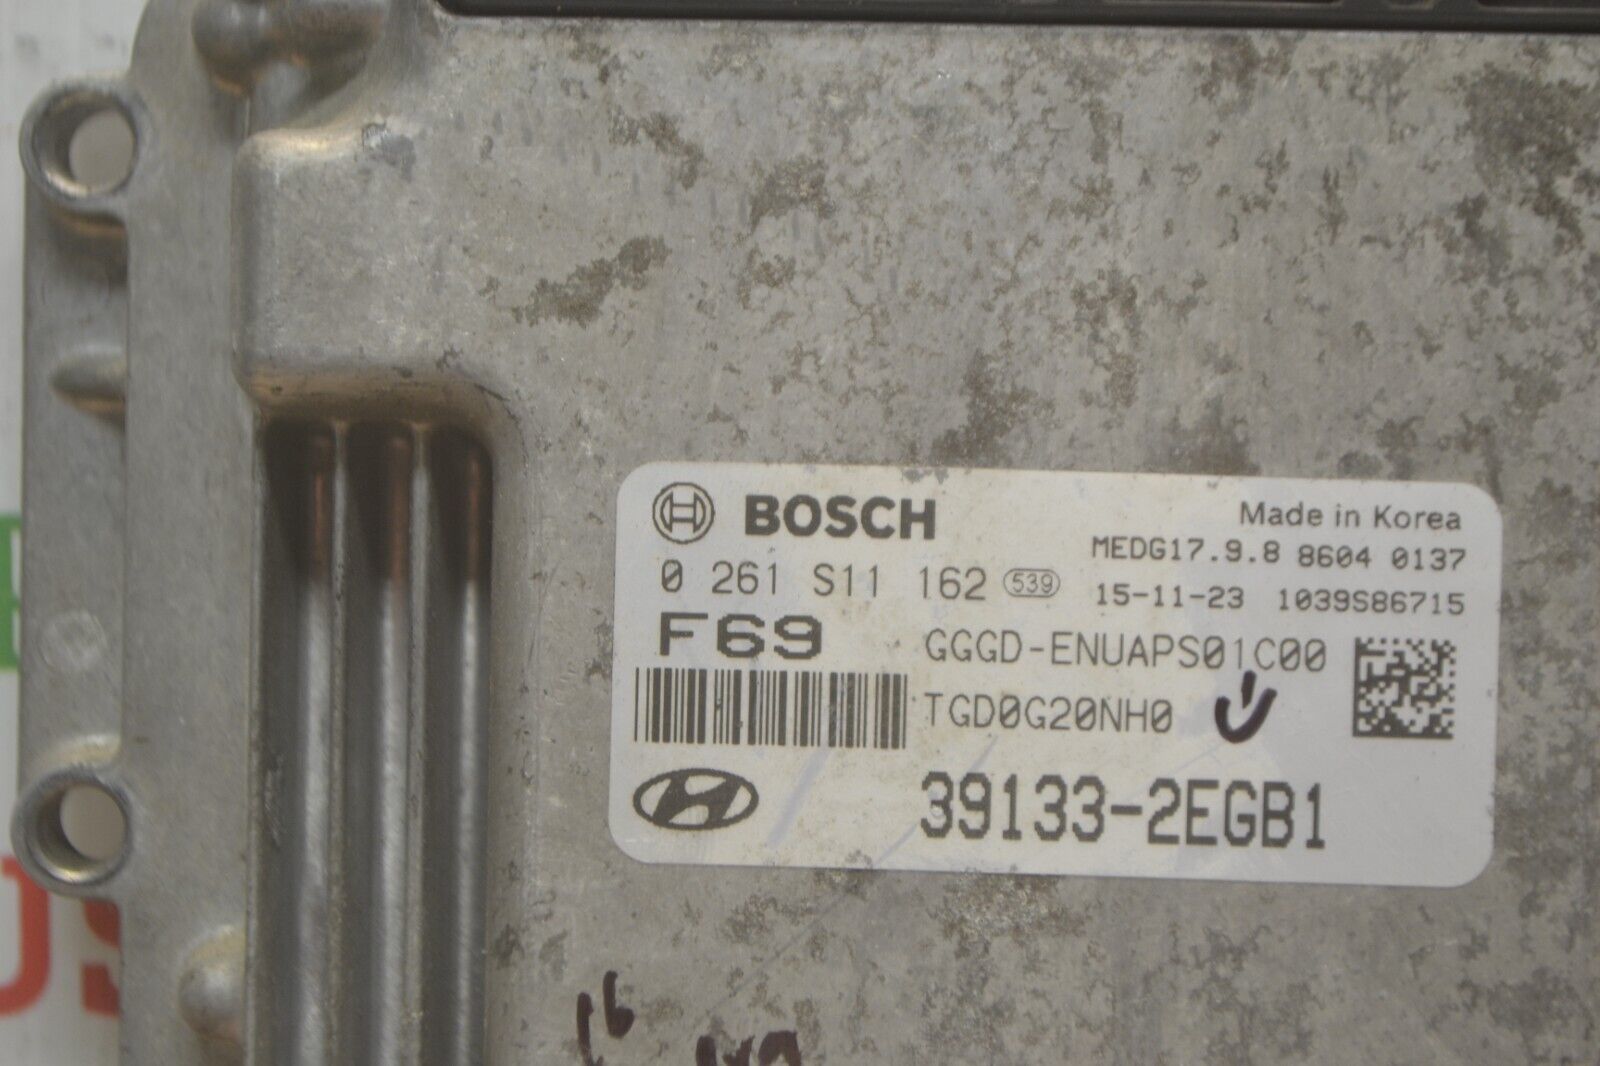 BOSCH
Made in Korea
MEDG17.9.8 8604 0137
0 261 S11 162 539
15-11-23 1039S86715
F69
GGGD-ENUAPS01C00
TGD0G20NH0
39133-2EGB1
16